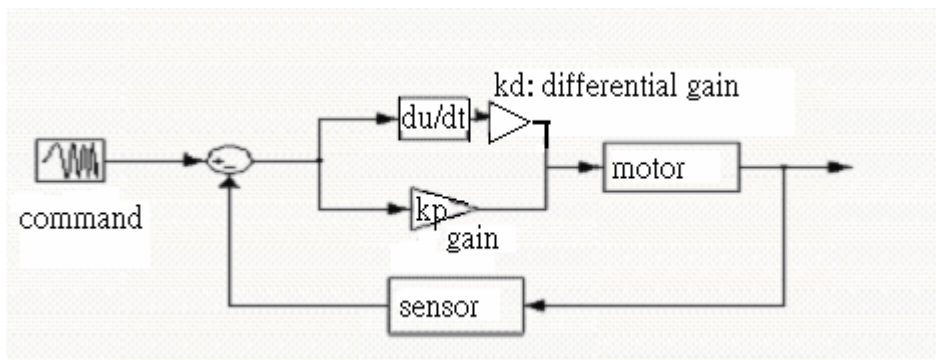 kd: differential gain
du/dt
motor
command
kp
gain
sensor